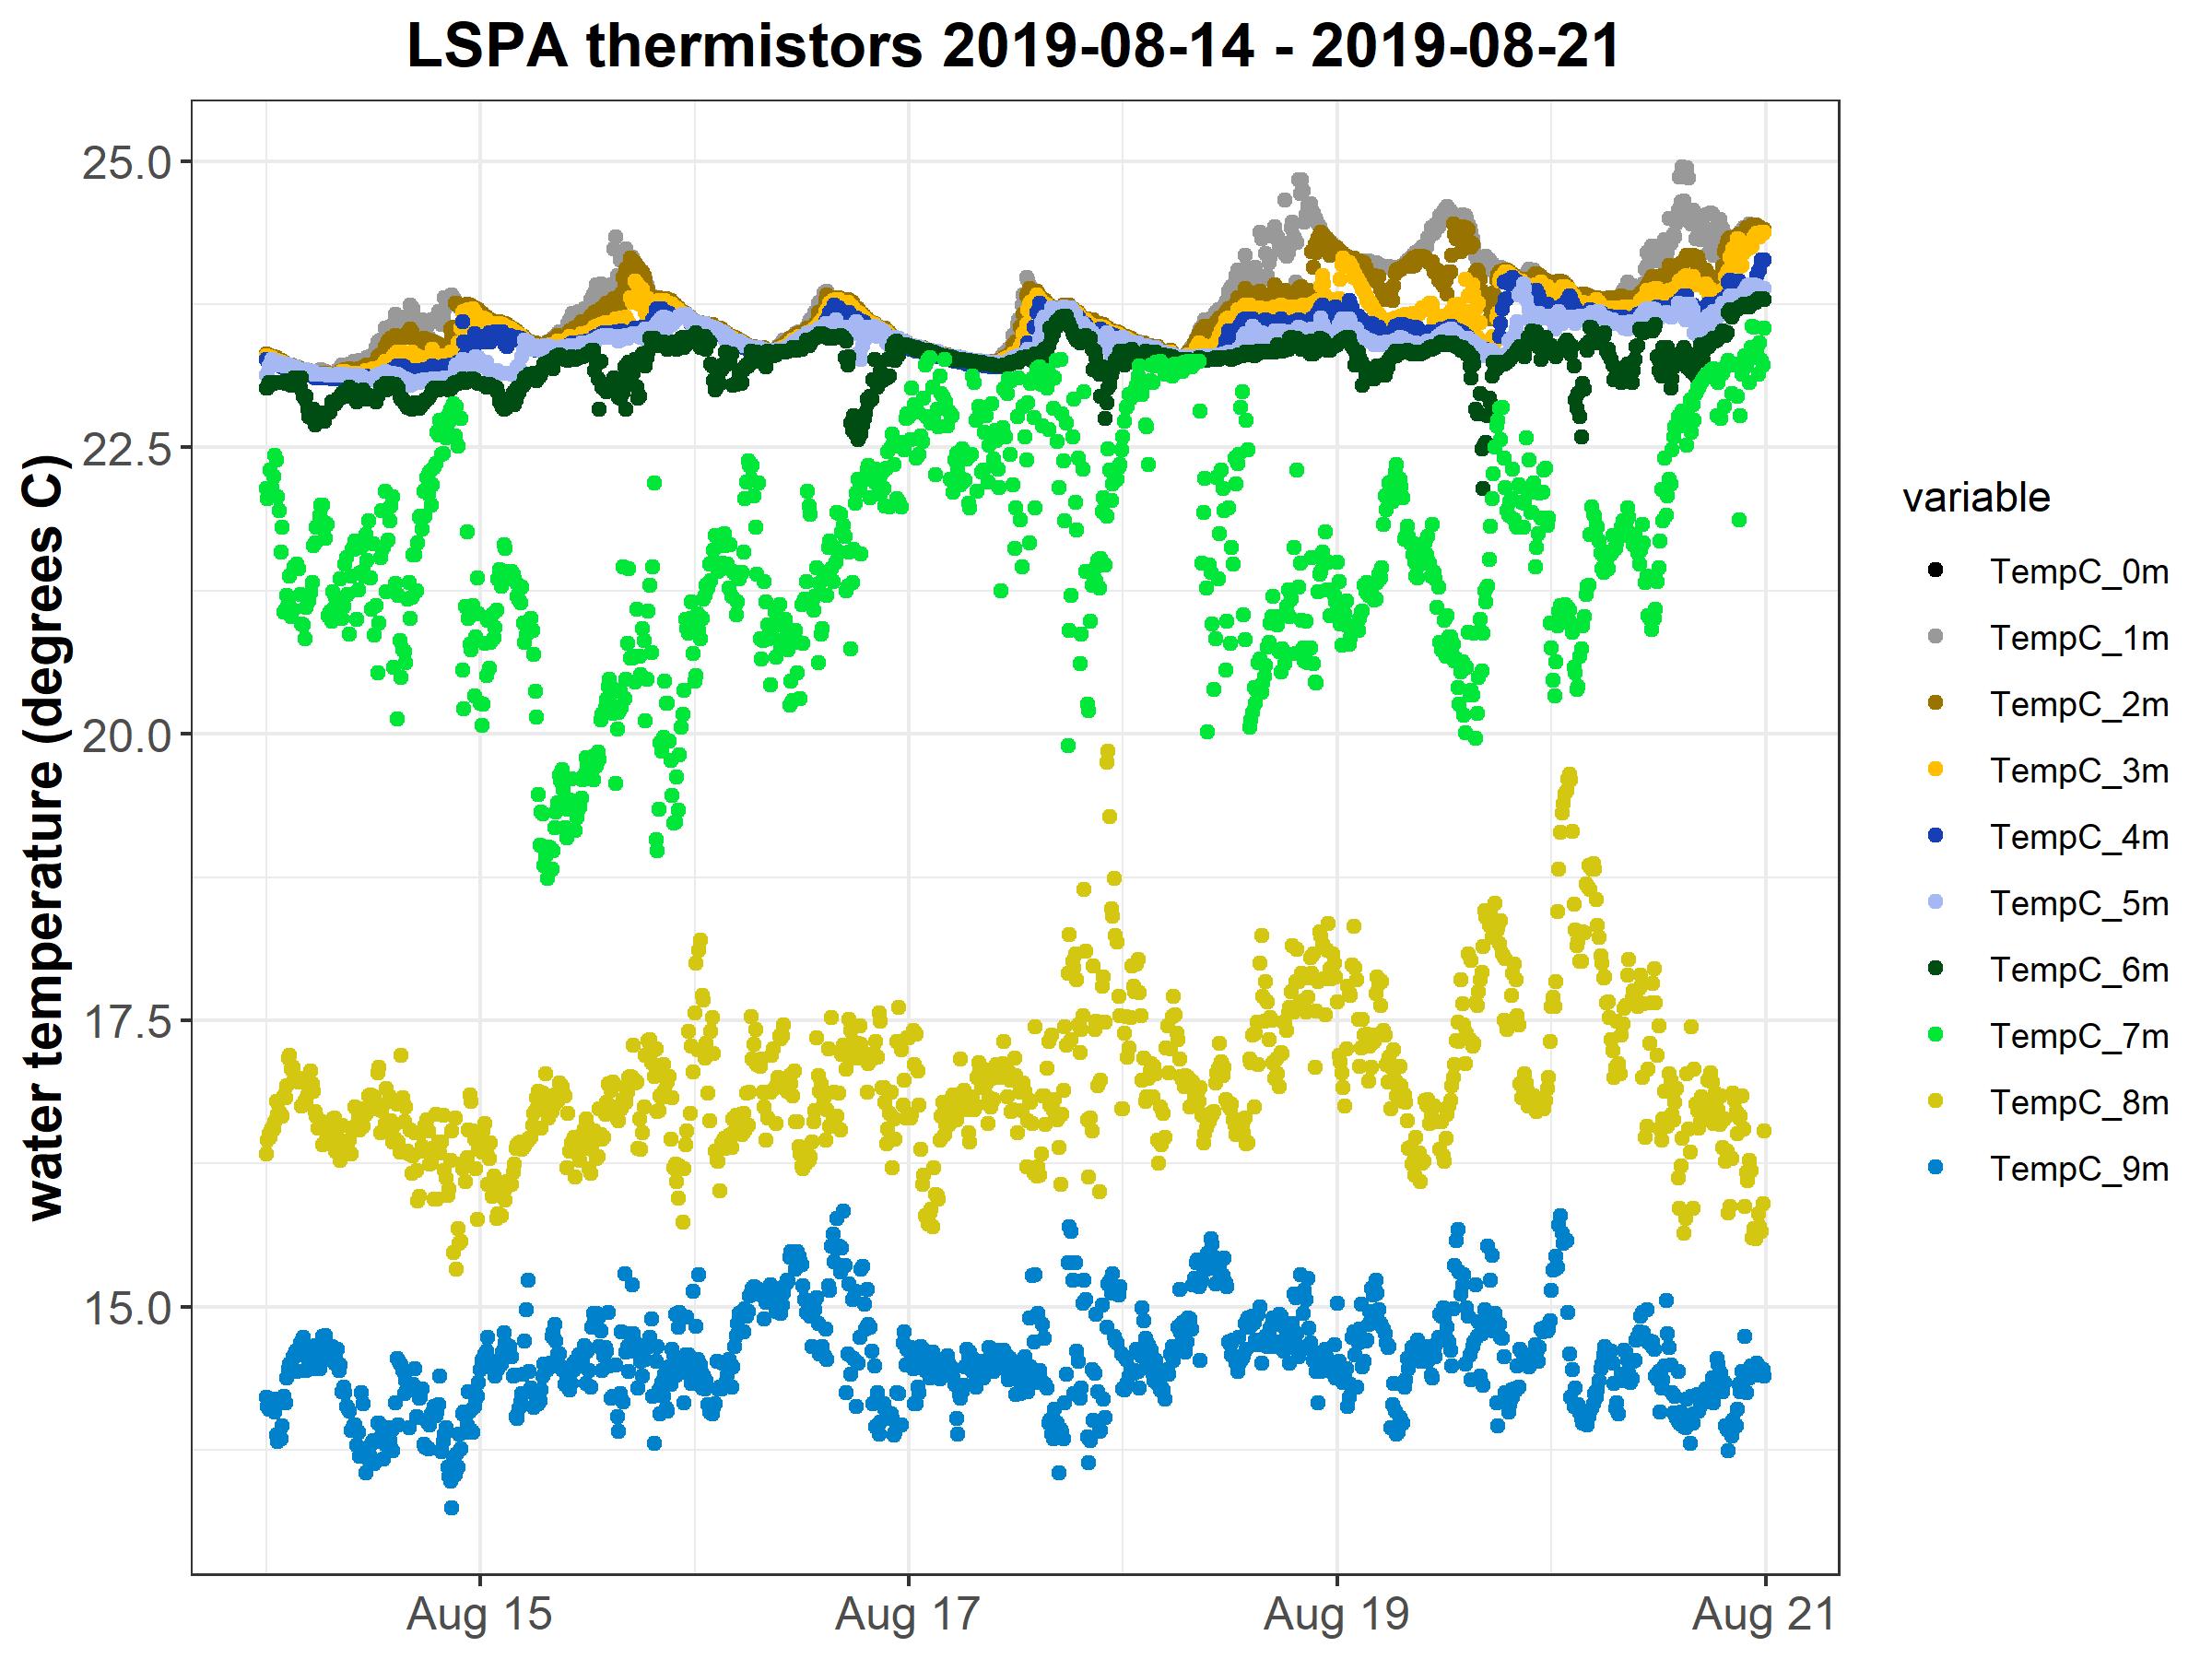 LSPA thermistors 2019-08-14 - 2019-08-21
water temperature (degrees C)
25.0
22.5
20.0
17.5
15.0
Aug 15
Aug 17
Aug 19
Aug 21
variable
TempC_0m
TempC_1m
TempC_2m
TempC_3m
TempC_4m
TempC_5m
TempC_6m
TempC_7m
TempC_8m
TempC_9m